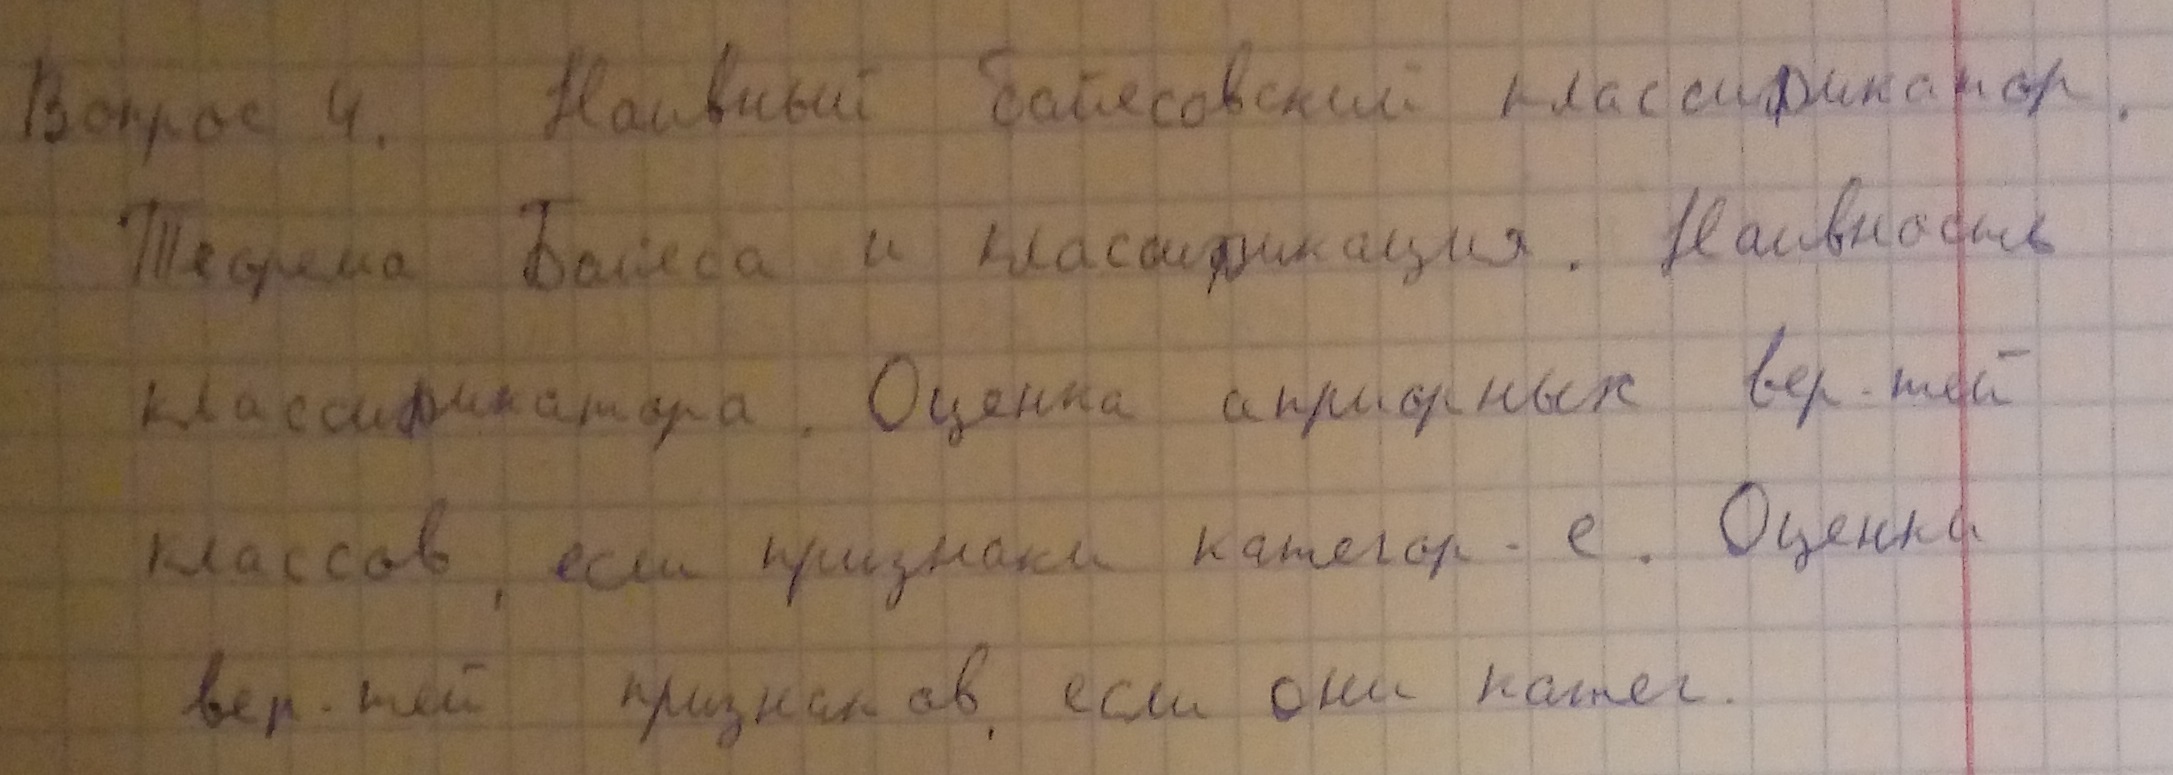 Вопрос 4. Наивный байесовский классификатор.
Теорема Байеса и классификация. Наивность
классификатора. Оценка априорных вер-тей
классов, если признаки категор-е. Оценка
вер-тей признаков, если они катег.